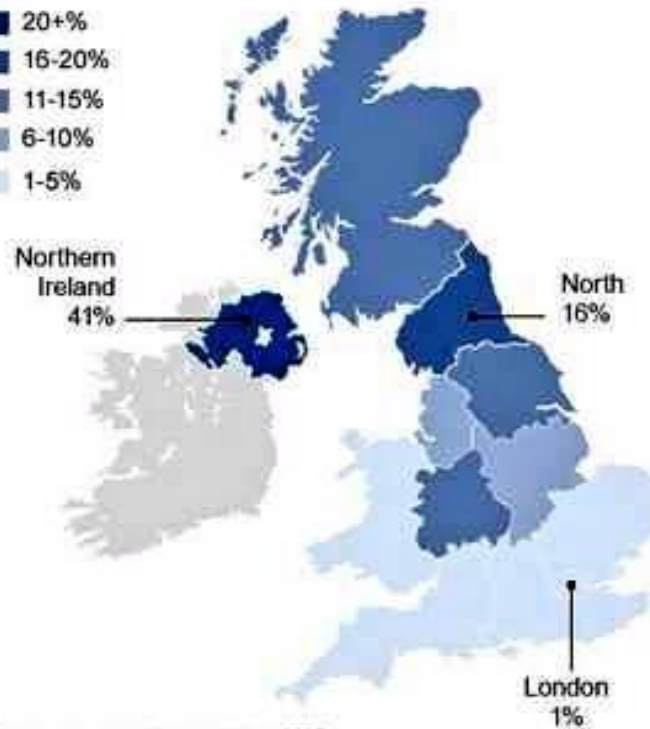 20+%
16-20%
11-15%
6-10%
1-5%
Northern
Ireland
41%
North
16%
London
1%